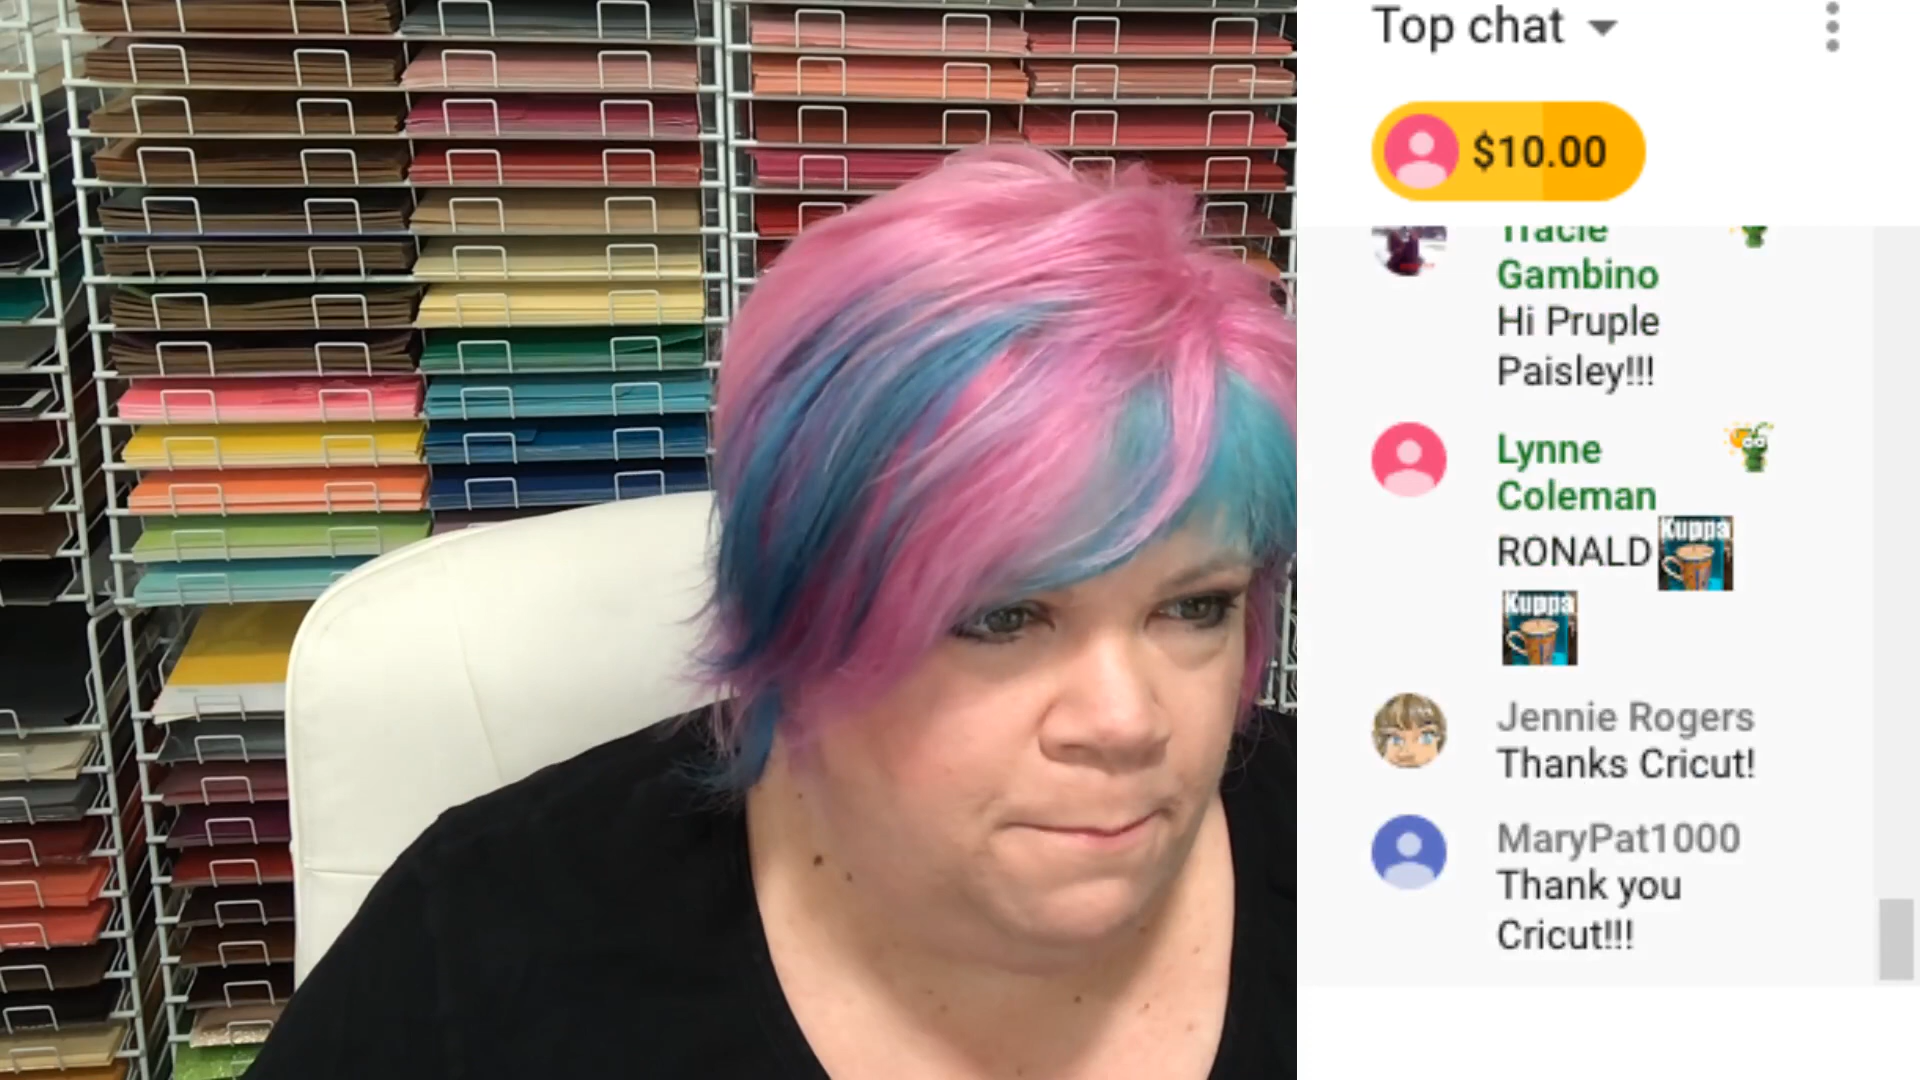 Top chat
$10.00
Tracie
Gambino
Hi Pruple
Paisley!!!
Lynne
Coleman
RONALD Kuppa
Kuppa
Jennie Rogers
Thanks Cricut!
MaryPat1000
Thank you
Cricut!!!